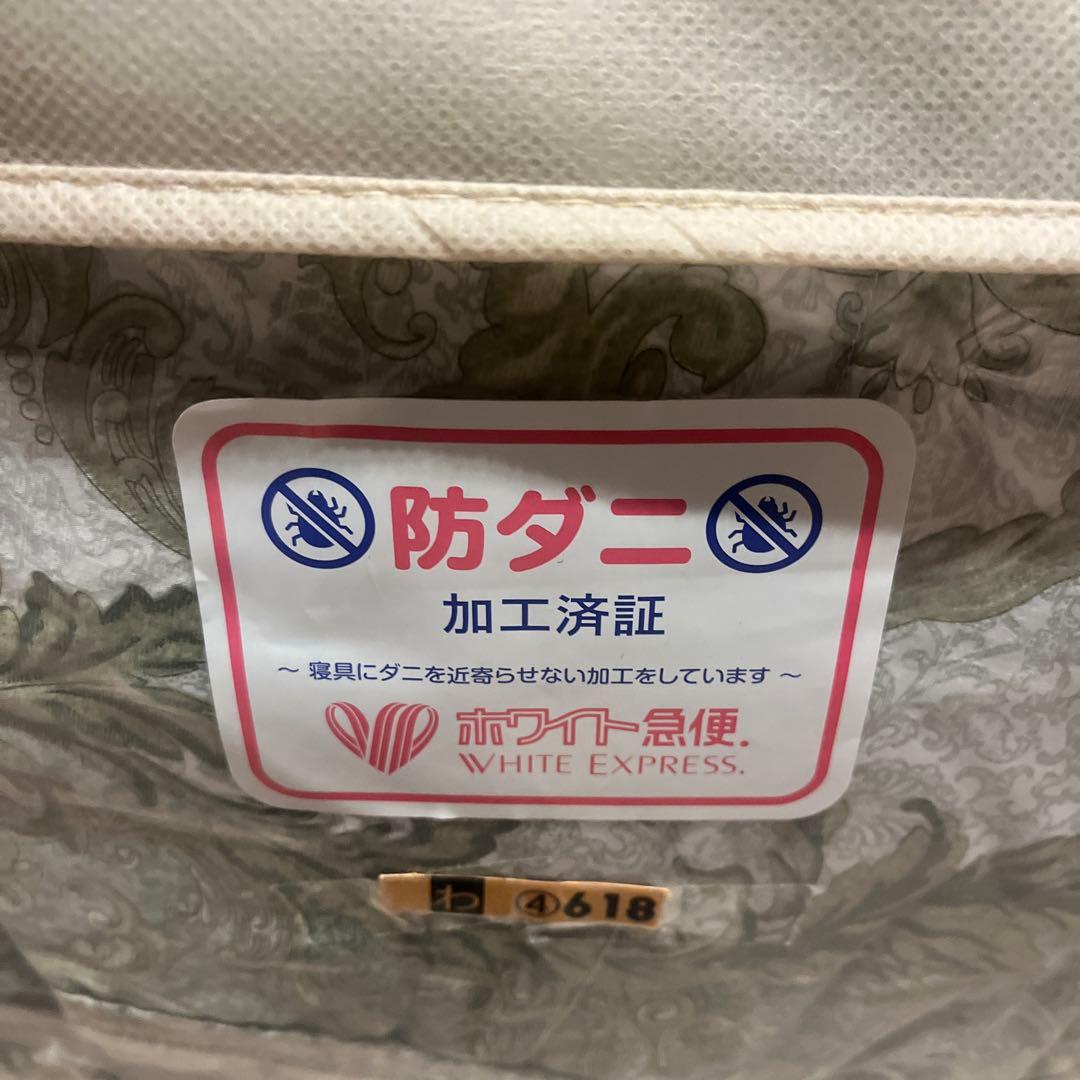 防ダニ
加工済証
～ 寝具にダニを近寄らせない加工をしています ～
ホワイト急便.
WHITE EXPRESS.
わ ④618